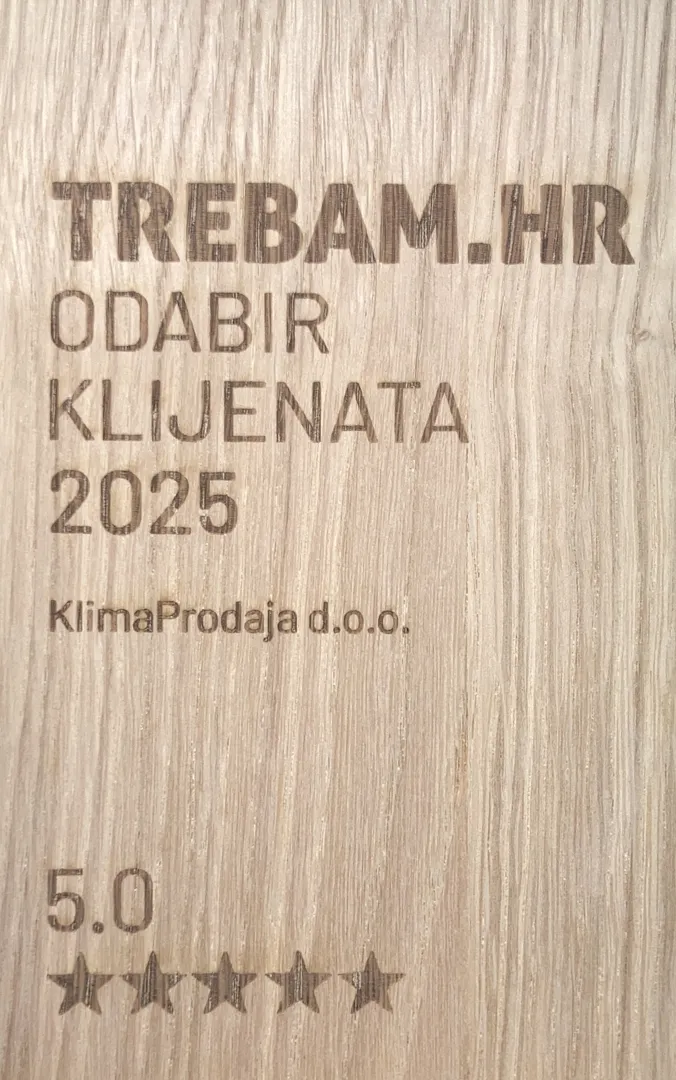 TREBAM.HR
ODABIR
KLIJENATA
2025
KlimaProdaja d.o.o.
5.0
★★★★★